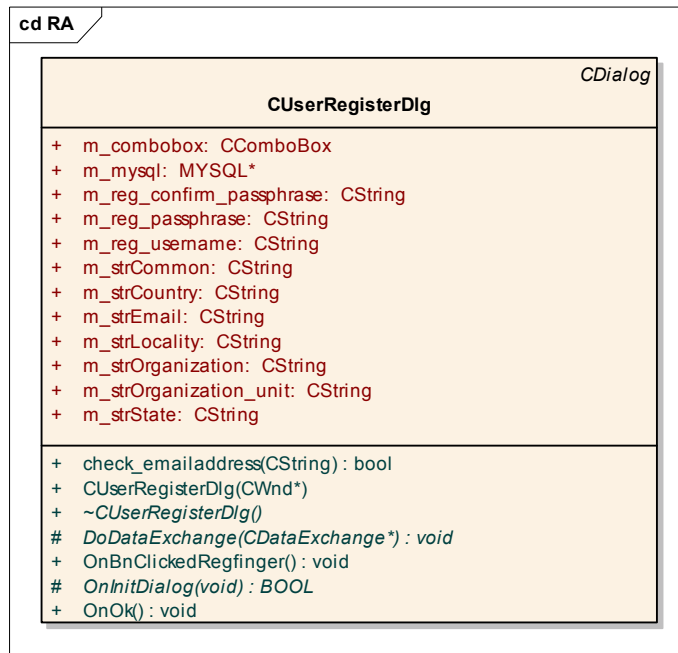 cd RA
CDialog
CUserRegisterDlg
+ m_combobox: CComboBox
+ m_mysql: MYSQL*
+ m_reg_confirm_passphrase: CString
+ m_reg_passphrase: CString
+ m_reg_username: CString
+ m_strCommon: CString
+ m_strCountry: CString
+ m_strEmail: CString
+ m_strLocality: CString
+ m_strOrganization: CString
+ m_strOrganization_unit: CString
+ m_strState: CString
+ check_emailaddress(CString) : bool
+ CUserRegisterDlg(CWnd*)
+ ~CUserRegisterDlg()
# DoDataExchange(CDataExchange*) : void
+ OnBnClickedRegfinger() : void
# OnInitDialog(void) : BOOL
+ OnOk() : void